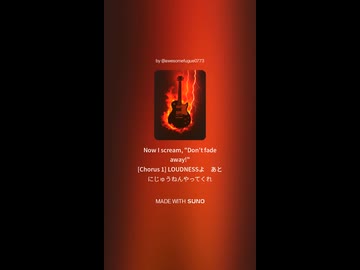 by @awesomefugue0773
Now I scream, "Don't fade
away!"
[Chorus 1] LOUDNESSよ　あと
にじゅうねんやってくれ
MADE WITH SUNO